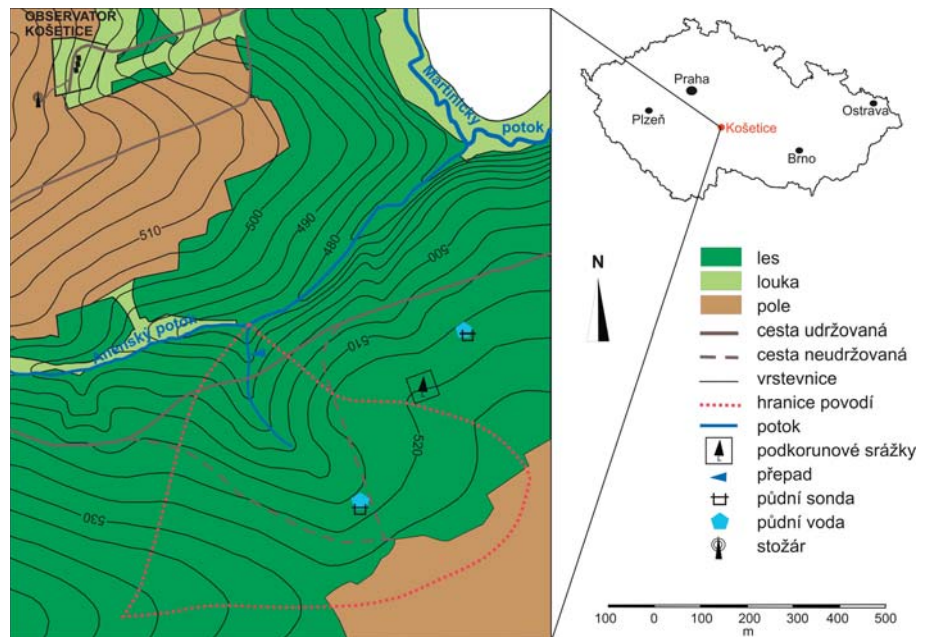 OBSERVATOŘ
KOŠETICE
Martinický
potok
510
500
490
480
500
Anenský potok
510
520
530
Praha
Plzeň
Košetice
Ostrava
Brno
N
les
louka
pole
cesta udržovaná
cesta neudržovaná
vrstevnice
hranice povodí
potok
podkorunové srážky
přepad
půdní sonda
půdní voda
stožár
100 0 100 200 300 400 500
m